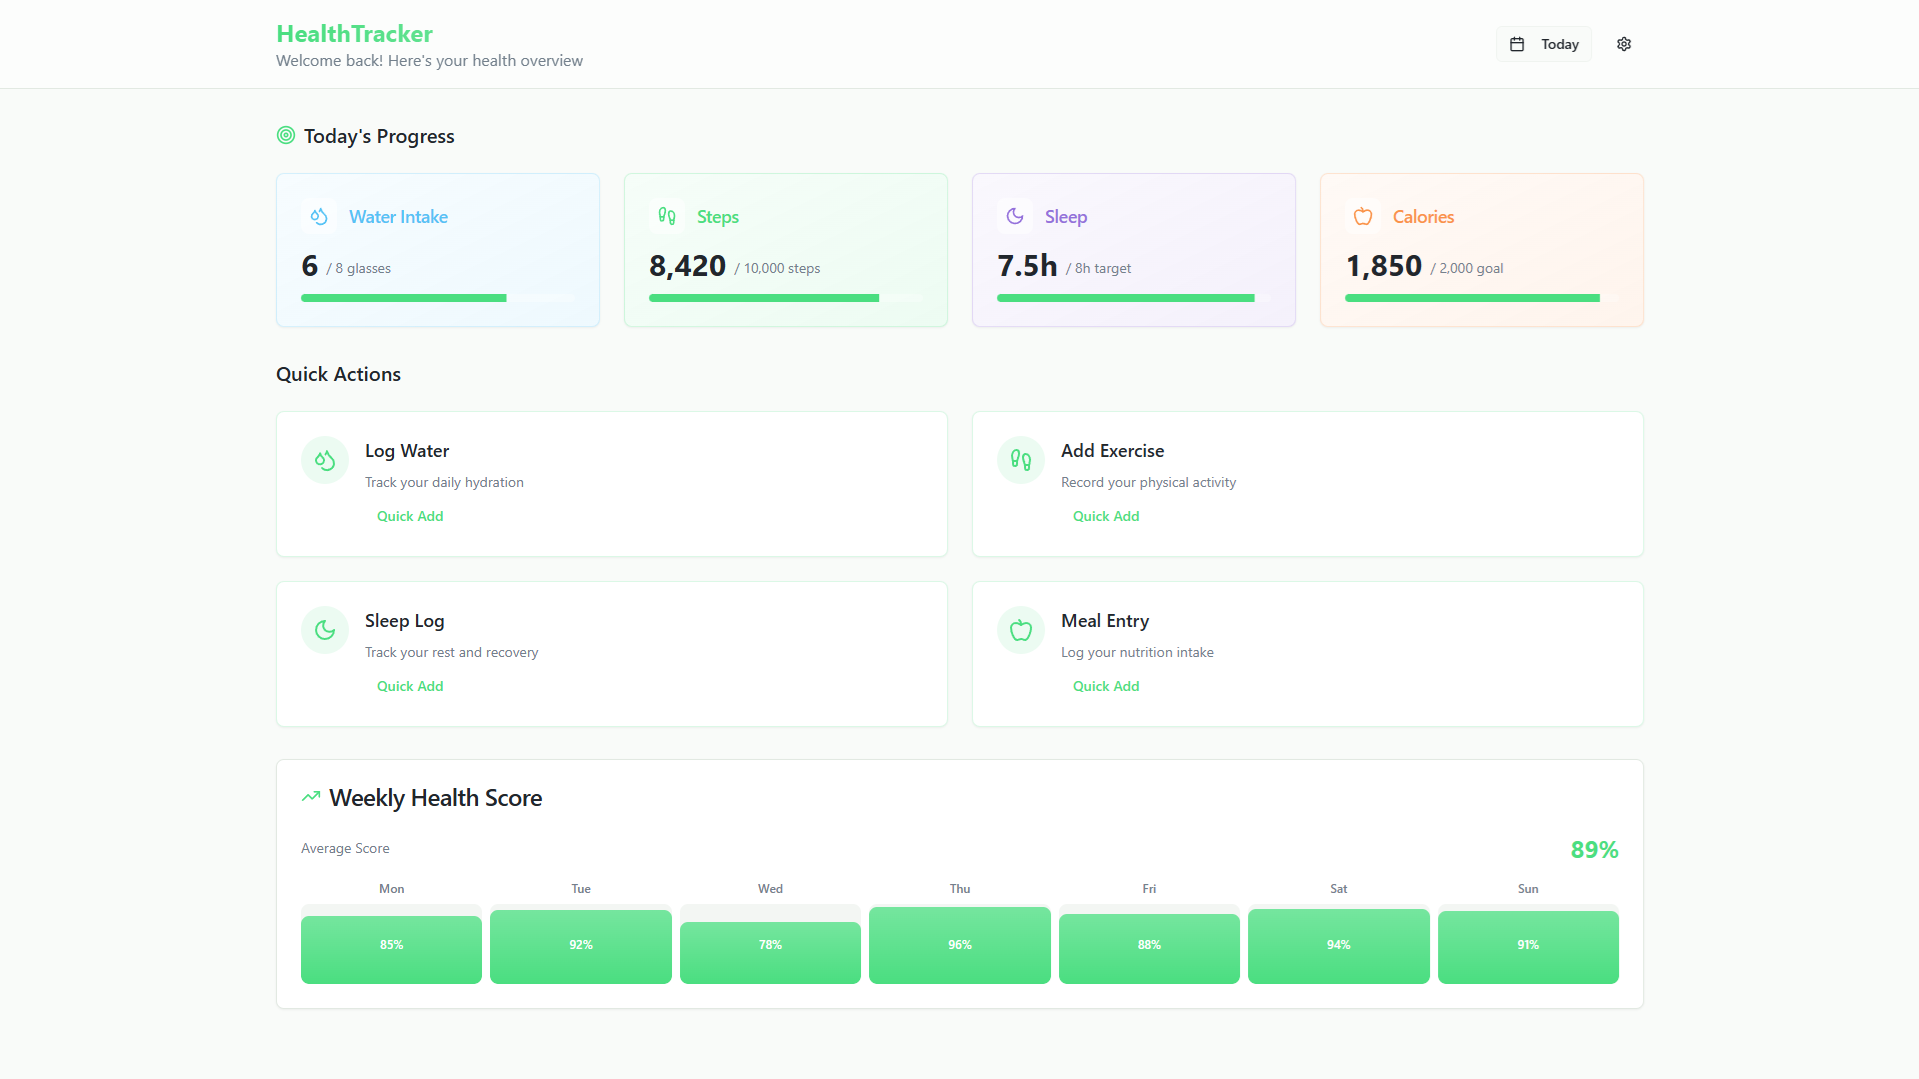 HealthTracker
Welcome back! Here's your health overview
Today
Today's Progress
Water Intake
6 / 8 glasses
Steps
8,420 / 10,000 steps
Sleep
7.5h / 8h target
Calories
1,850 / 2,000 goal
Quick Actions
Log Water
Track your daily hydration
Quick Add
Add Exercise
Record your physical activity
Quick Add
Sleep Log
Track your rest and recovery
Quick Add
Meal Entry
Log your nutrition intake
Quick Add
Weekly Health Score
Average Score 89%
Mon Tue Wed Thu Fri Sat Sun
85% 92% 78% 96% 88% 94% 91%